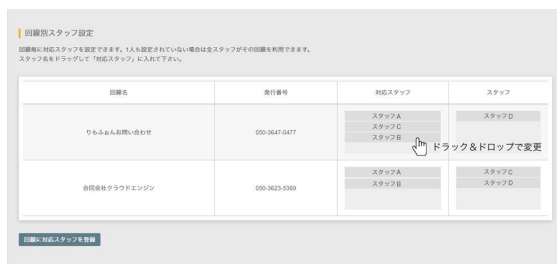 回線別スタッフ設定
回線毎に対応スタッフを設定できます。1人も設定されていない場合は全スタッフがその回線を利用できます。
スタッフ名をドラッグして「対応スタッフ」に入れて下さい。
回線名 発行番号 対応スタッフ スタッフ
りもふぉんお問い合わせ 050-3647-0477
スタッフA
スタッフC
スタッフB
スタッフD
ドラック&ドロップで変更
合同会社クラウドエンジン 050-3623-5369
スタッフA
スタッフB
スタッフC
スタッフD
回線に対応スタッフを登録